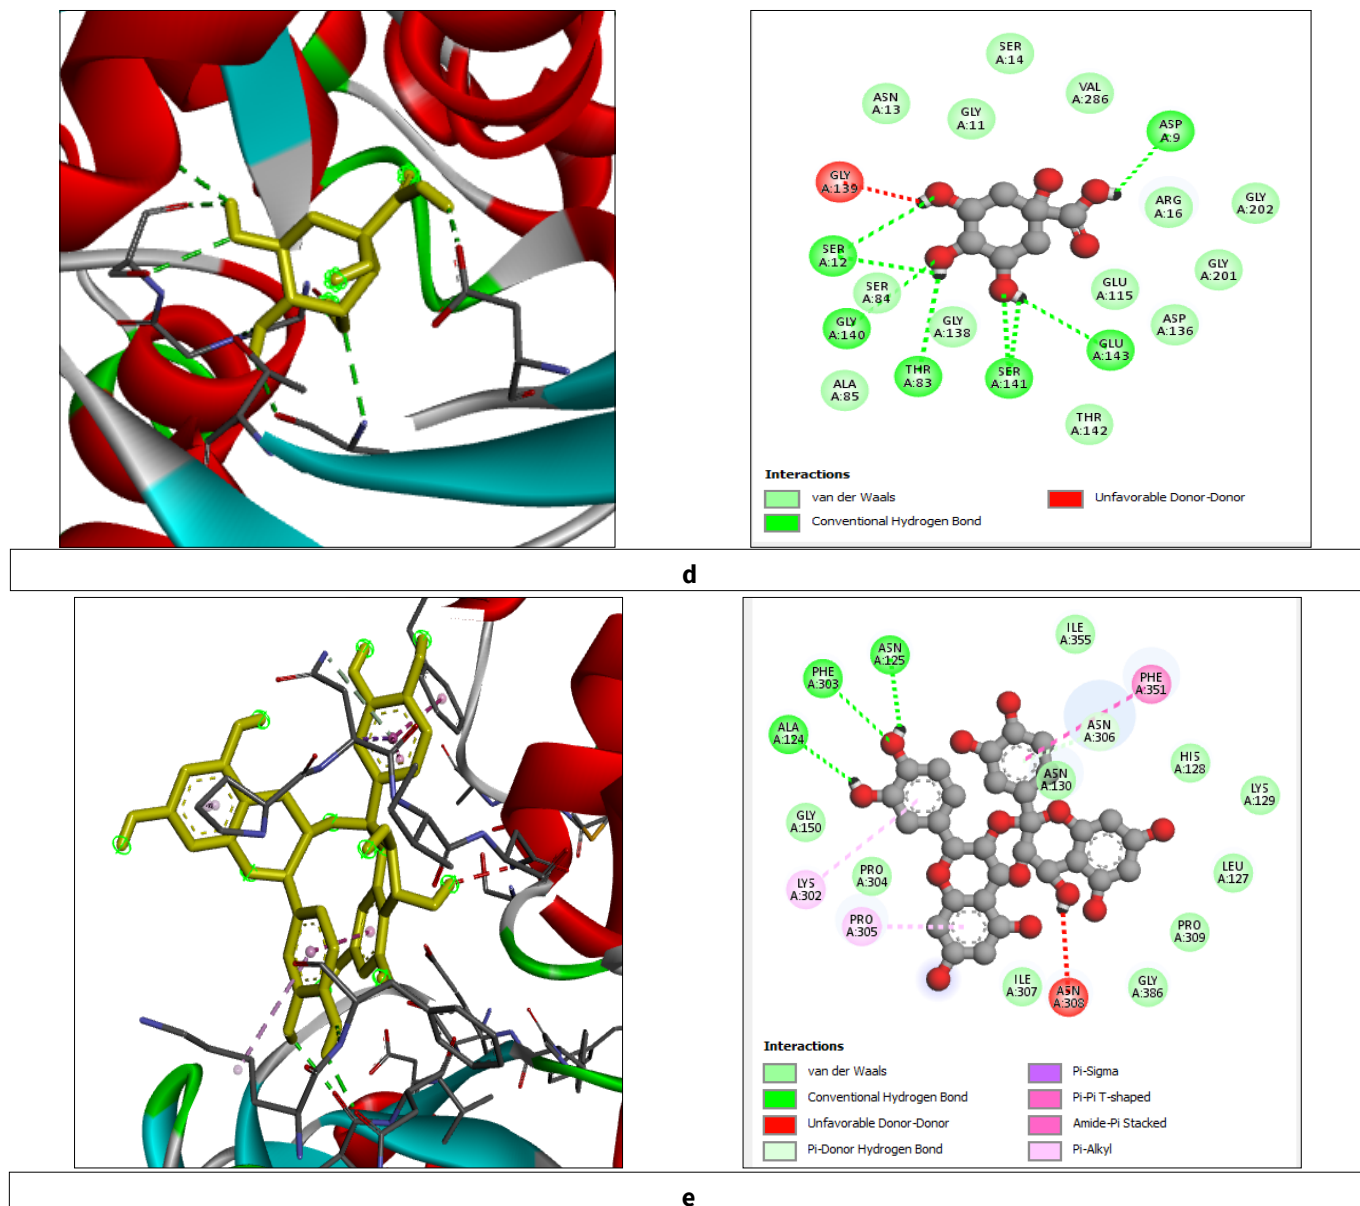 SER
A:14
ASN
A:13
GLY
A:11
VAL
A:286
ASP
A:9
GLY
A:139
ARG
A:16
GLY
A:202
SER
A:12
GLY
A:201
SER
A:84
GLU
A:115
GLY
A:140
GLY
A:138
ASP
A:136
GLU
A:143
THR
A:83
SER
A:141
ALA
A:85
THR
A:142
Interactions
van der Waals
Conventional Hydrogen Bond
Unfavorable Donor-Donor
d
ILE
A:355
ASN
A:125
PHE
A:303
PHE
A:351
ALA
A:124
ASN
A:306
HIS
A:128
ASN
A:130
LYS
A:129
GLY
A:150
LYS
A:302
PRO
A:304
LEU
A:127
PRO
A:305
PRO
A:309
ILE
A:307
ASN
A:308
GLY
A:386
Interactions
van der Waals
Conventional Hydrogen Bond
Unfavorable Donor-Donor
Pi-Donor Hydrogen Bond
Pi-Sigma
Pi-Pi T-shaped
Amide-Pi Stacked
Pi-Alkyl
e